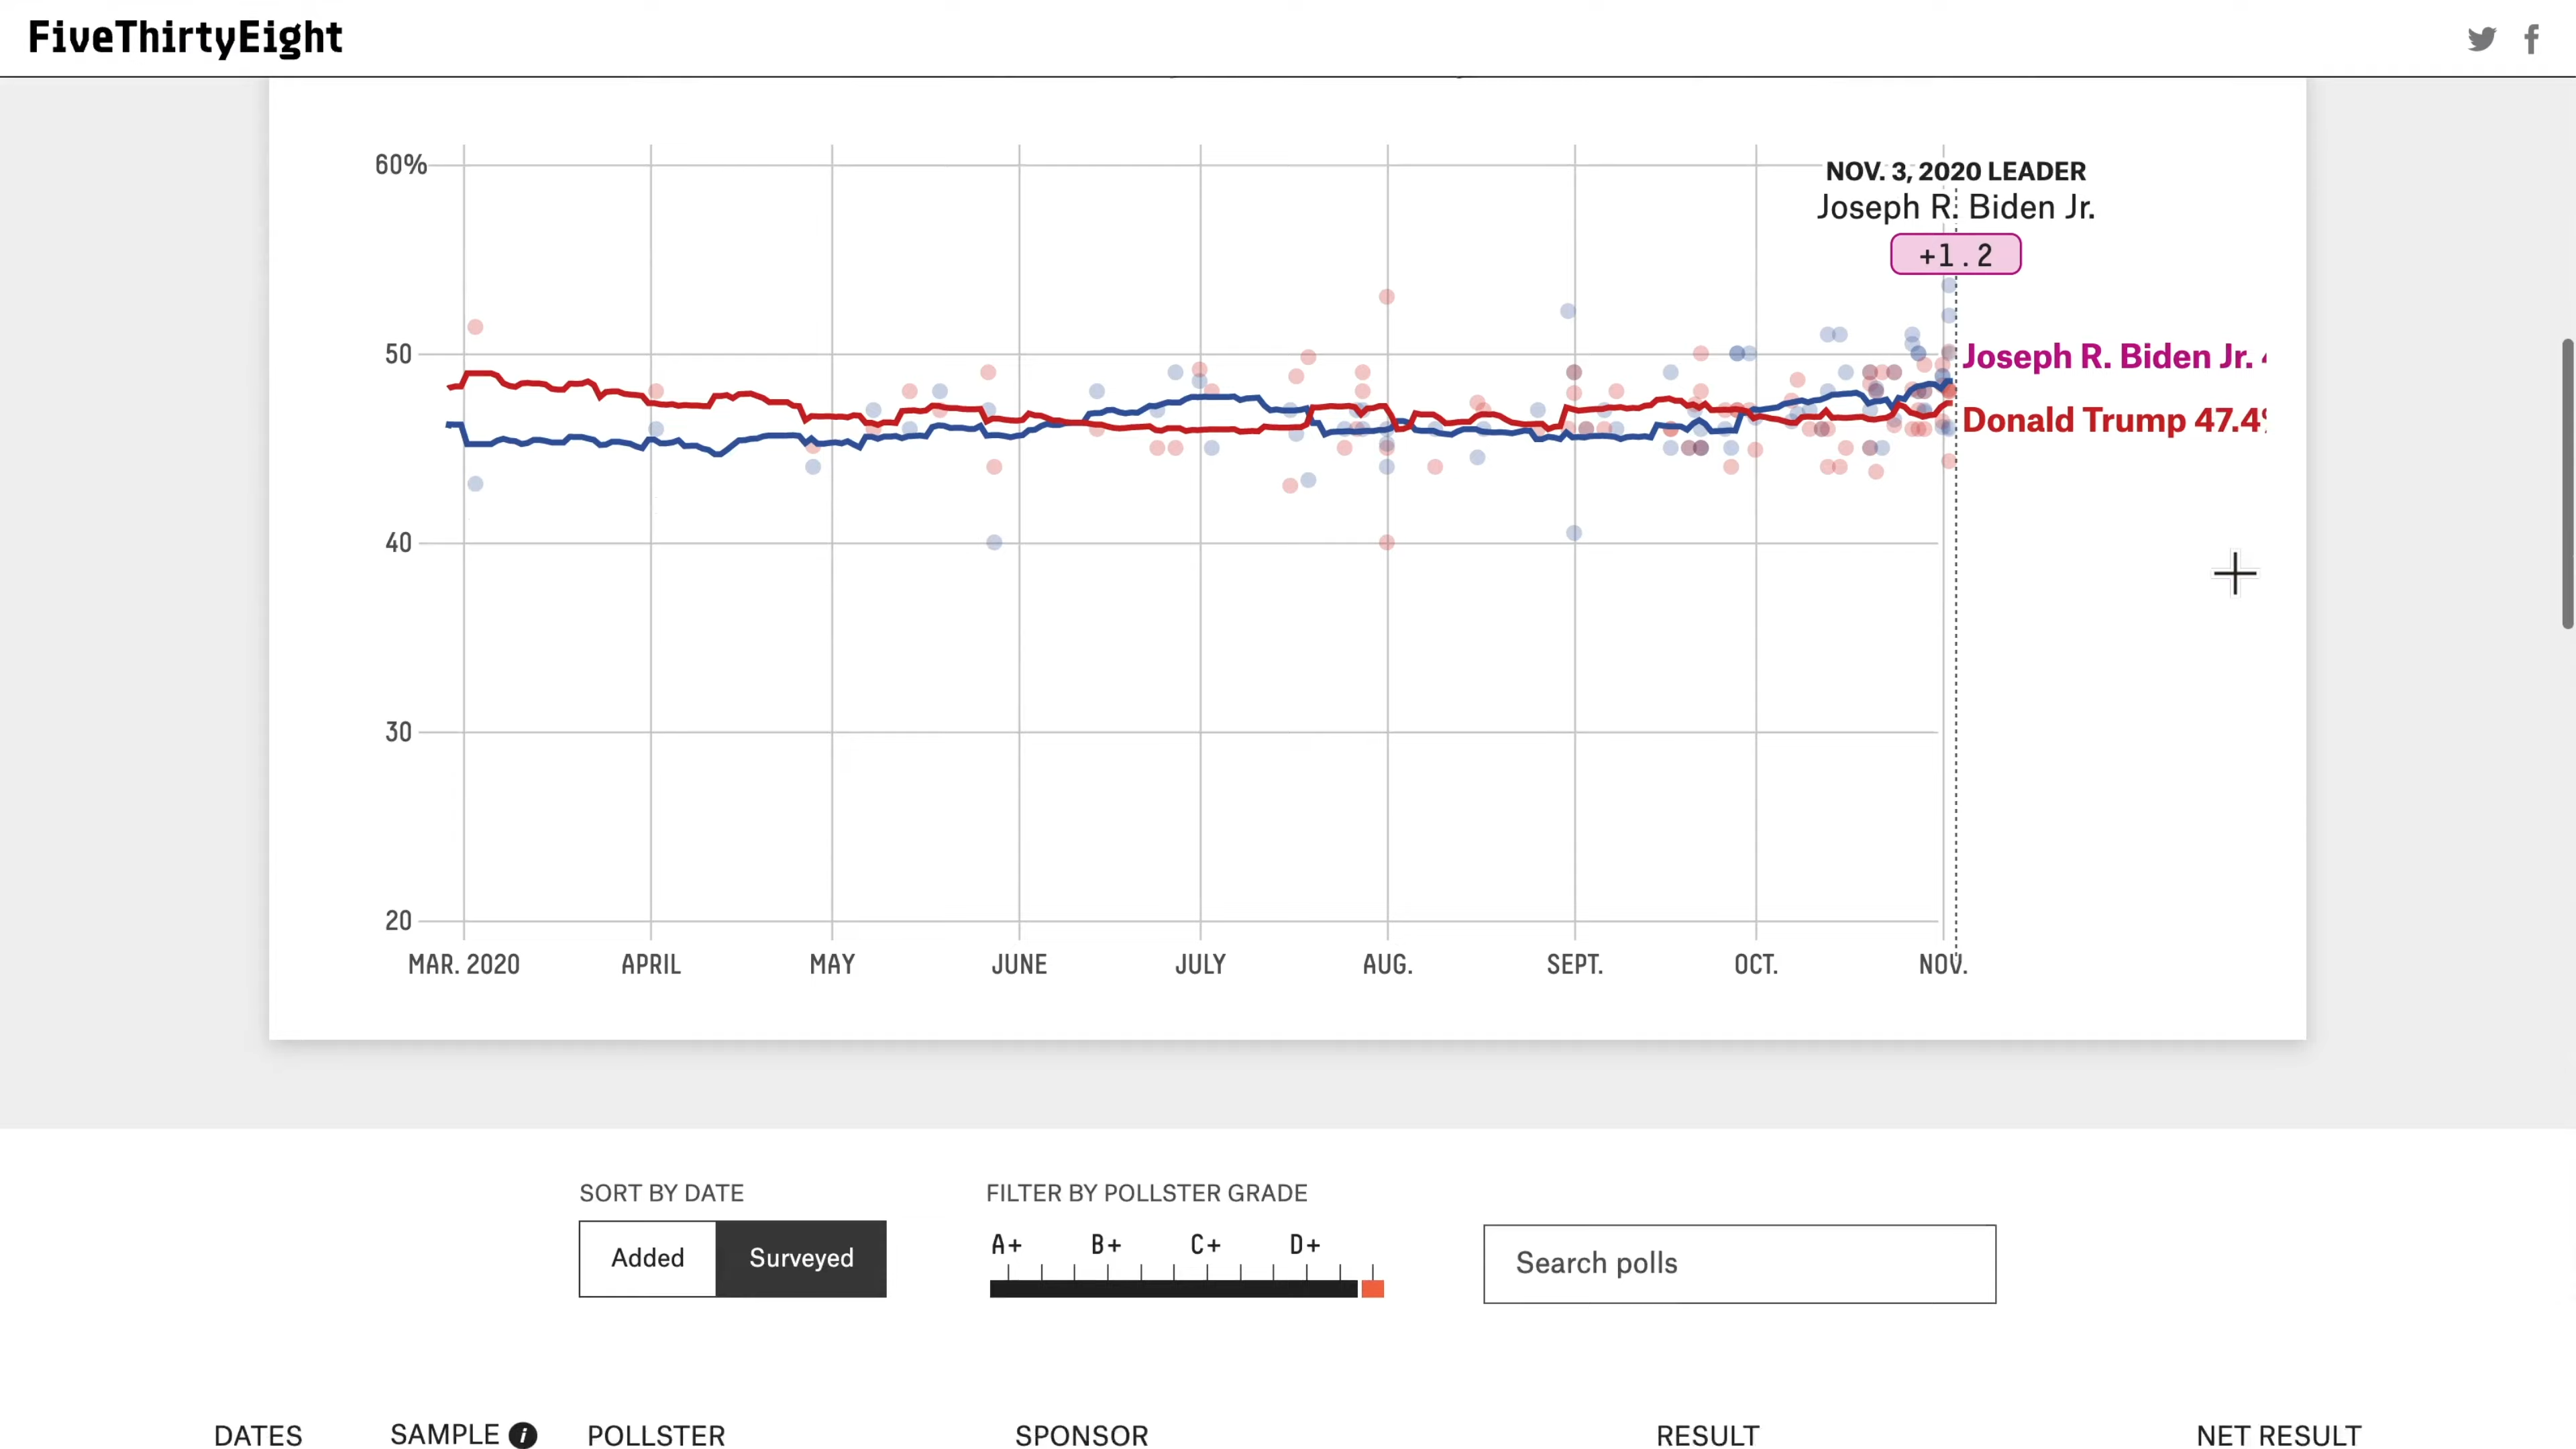 FiveThirtyEight
60%
NOV. 3, 2020 LEADER
Joseph R. Biden Jr.
+1.2
50
Joseph R. Biden Jr.
Donald Trump 47.4
40
30
20
MAR. 2020 APRIL MAY JUNE JULY AUG. SEPT. OCT. NOV.
SORT BY DATE
Added Surveyed
FILTER BY POLLSTER GRADE
A+ B+ C+ D+
Search polls
DATES SAMPLE i POLLSTER SPONSOR RESULT NET RESULT